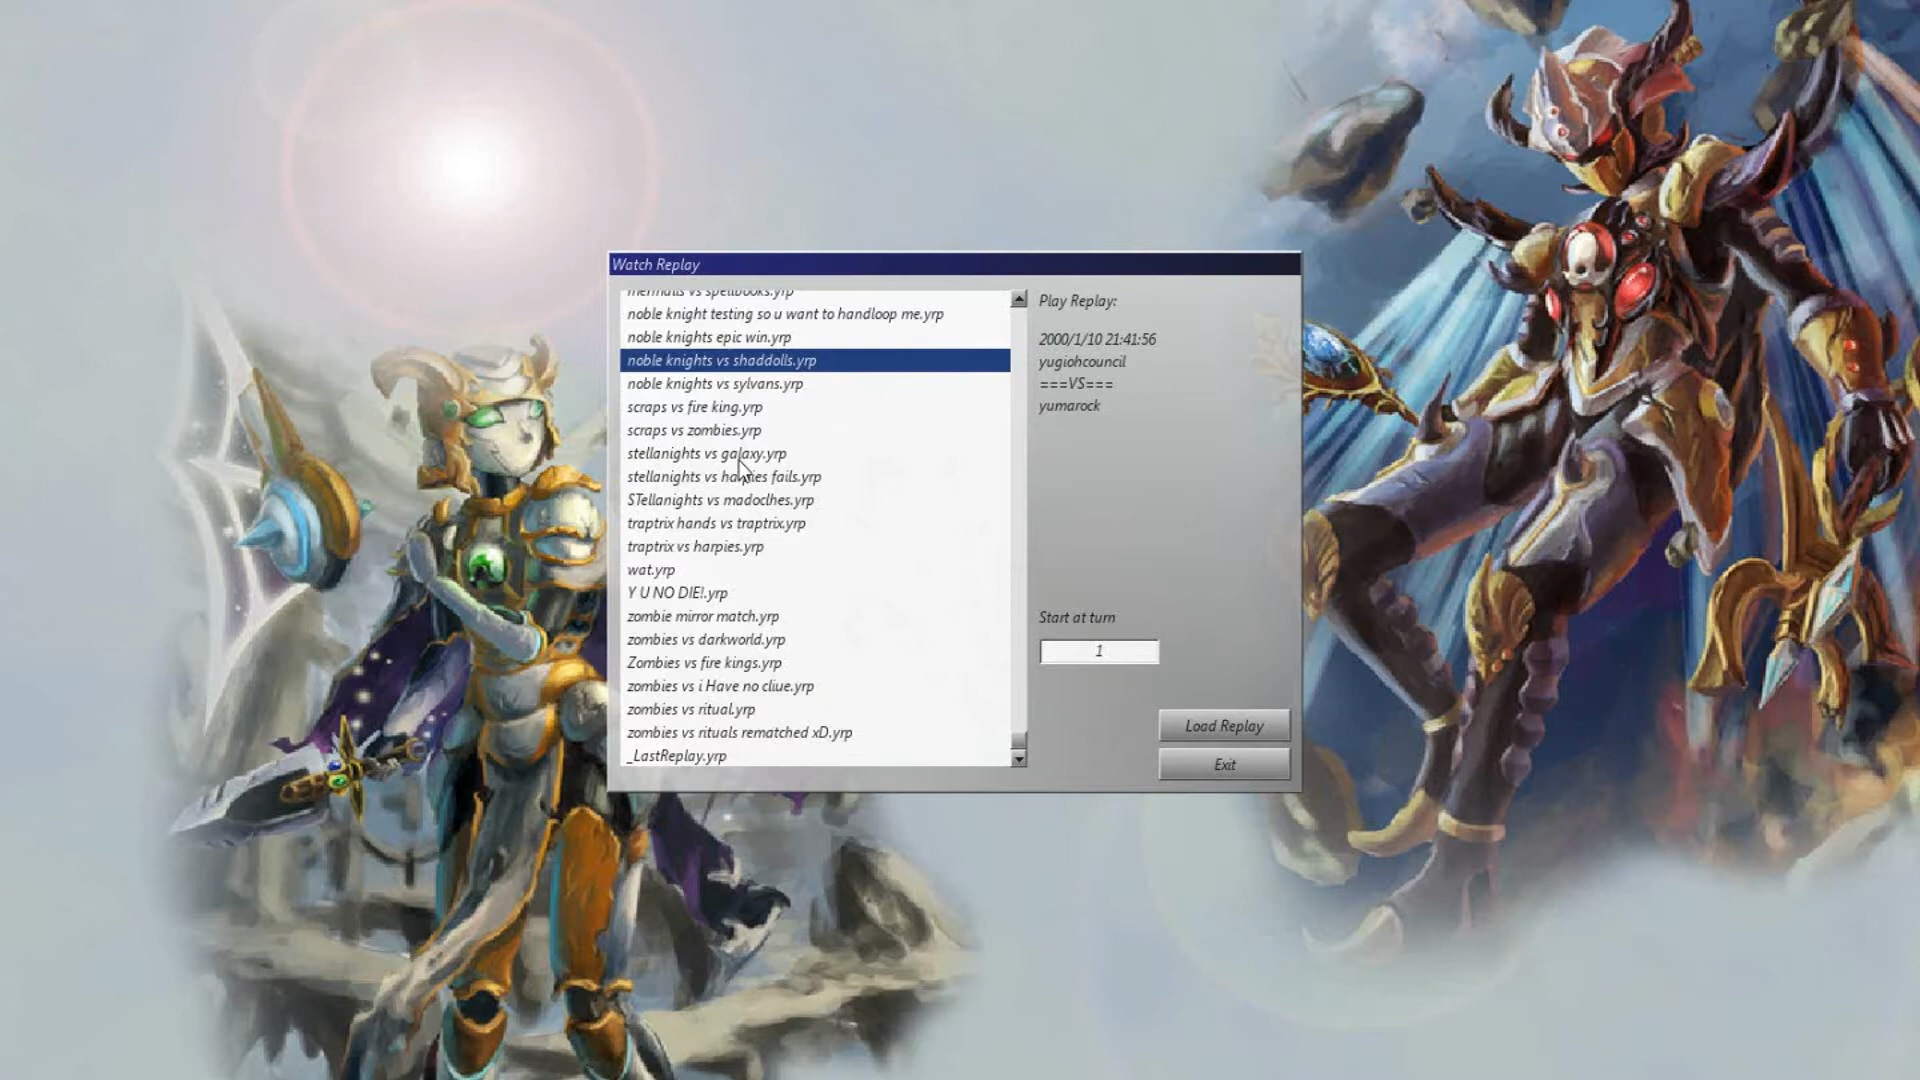 Watch Replay
mermails vs spellbooks.yrp
noble knight testing so u want to handloop me.yrp
noble knights epic win.yrp
noble knights vs shaddolls.yrp
noble knights vs sylvans.yrp
scraps vs fire king.yrp
scraps vs zombies.yrp
stellanights vs galaxy.yrp
stellanights vs harpies fails.yrp
STellanights vs madoclhes.yrp
traptrix hands vs traptrix.yrp
traptrix vs harpies.yrp
wat.yrp
Y U NO DIE!.yrp
zombie mirror match.yrp
zombies vs darkworld.yrp
Zombies vs fire kings.yrp
zombies vs i Have no cliue.yrp
zombies vs ritual.yrp
zombies vs rituals rematched xD.yrp
_LastReplay.yrp
Play Replay:
2000/1/10 21:41:56
yugiohcouncil
===VS===
yumarock
Start at turn
1
Load Replay
Exit